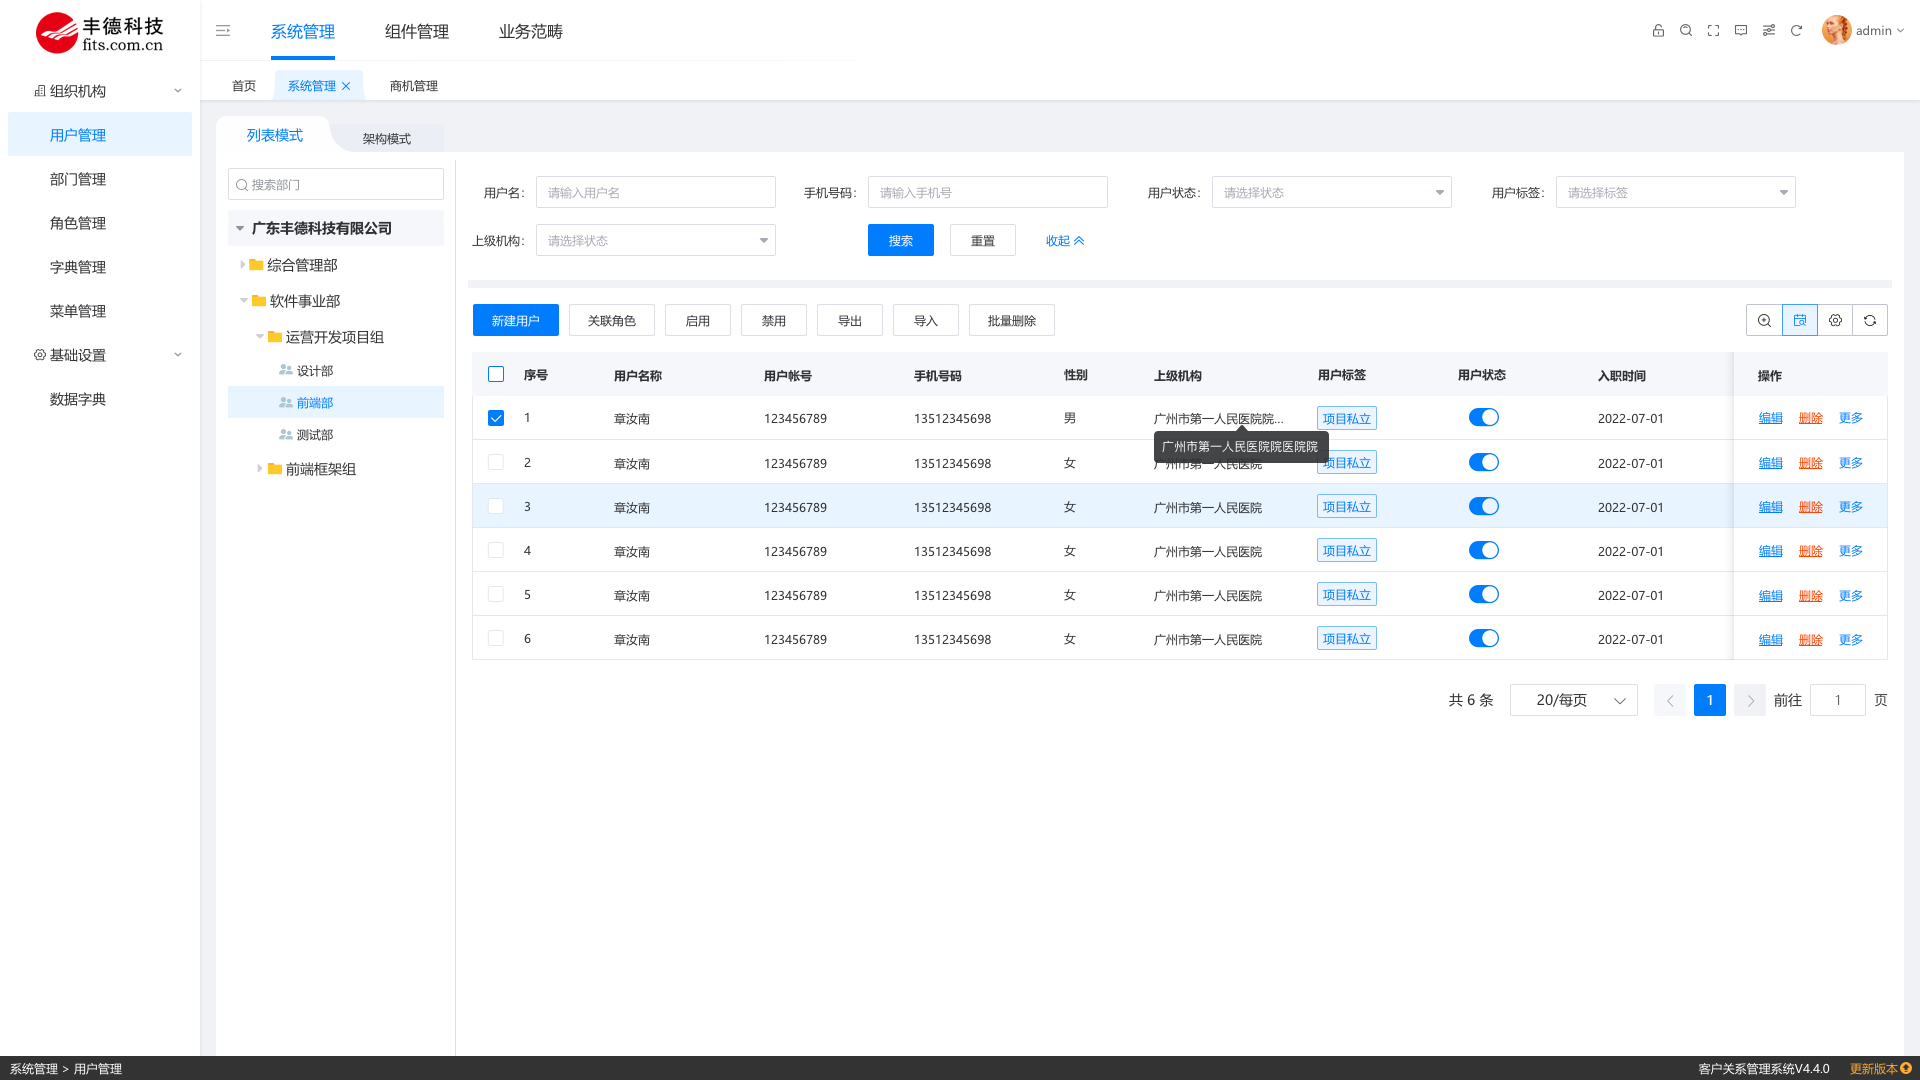 丰德科技
fits.com.cn
系统管理 组件管理 业务范畴
admin
首页 系统管理 商机管理
组织机构
用户管理
部门管理
角色管理
字典管理
菜单管理
基础设置
数据字典
列表模式 架构模式
搜索部门
广东丰德科技有限公司
综合管理部
软件事业部
运营开发项目组
设计部
前端部
测试部
前端框架组
用户名: 请输入用户名 手机号码: 请输入手机号 用户状态: 请选择状态 用户标签: 请选择标签
上级机构: 请选择状态 搜索 重置 收起
新建用户 关联角色 启用 禁用 导出 导入 批量删除
序号 用户名称 用户帐号 手机号码 性别 上级机构 用户标签 用户状态 入职时间 操作
1 章汝南 123456789 13512345698 男 广州市第一人民医院院... 项目私立 2022-07-01 编辑 删除 更多
广州市第一人民医院院医院院
2 章汝南 123456789 13512345698 女 广州市第一人民医院 项目私立 2022-07-01 编辑 删除 更多
3 章汝南 123456789 13512345698 女 广州市第一人民医院 项目私立 2022-07-01 编辑 删除 更多
4 章汝南 123456789 13512345698 女 广州市第一人民医院 项目私立 2022-07-01 编辑 删除 更多
5 章汝南 123456789 13512345698 女 广州市第一人民医院 项目私立 2022-07-01 编辑 删除 更多
6 章汝南 123456789 13512345698 女 广州市第一人民医院 项目私立 2022-07-01 编辑 删除 更多
共 6 条 20/每页 1 前往 1 页
系统管理 > 用户管理 客户关系管理系统V4.4.0 更新版本